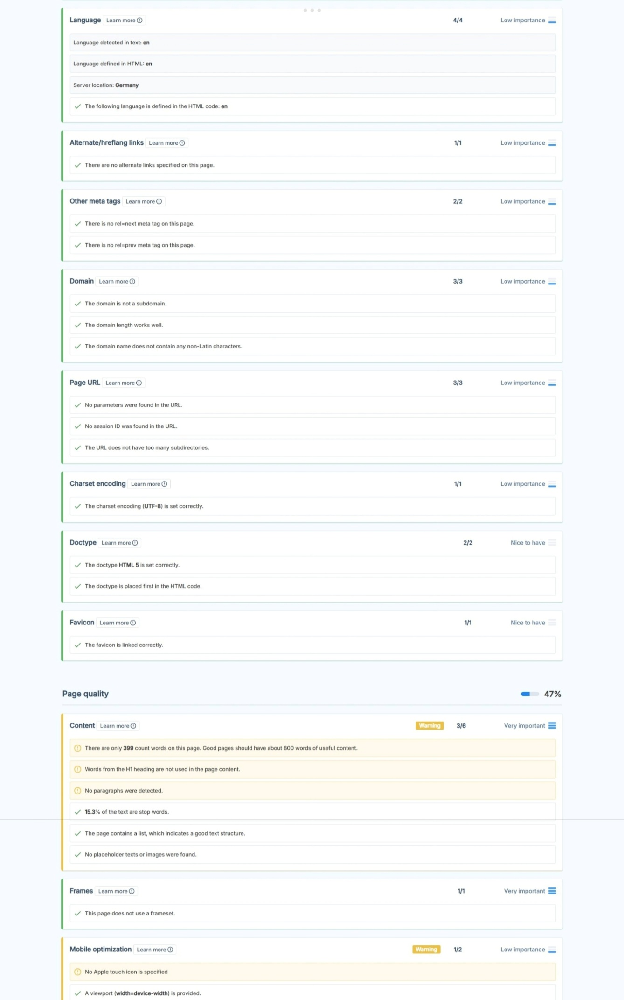 Language Learn more 4/4 Low importance
Language detected in text: en
Language defined in HTML: en
Server location: Germany
The following language is defined in the HTML code: en
Alternate/hreflang links Learn more 1/1 Low importance
There are no alternate links specified on this page.
Other meta tags Learn more 2/2 Low importance
There is no rel=next meta tag on this page.
There is no rel=prev meta tag on this page.
Domain Learn more 3/3 Low importance
The domain is not a subdomain.
The domain length works well.
The domain name does not contain any non-Latin characters.
Page URL Learn more 3/3 Low importance
No parameters were found in the URL.
No session ID was found in the URL.
The URL does not have too many subdirectories.
Charset encoding Learn more 1/1 Low importance
The charset encoding (UTF-8) is set correctly.
Doctype Learn more 2/2 Nice to have
The doctype HTML 5 is set correctly.
The doctype is placed first in the HTML code.
Favicon Learn more 1/1 Nice to have
The favicon is linked correctly.
Page quality 47%
Content Learn more Warning 3/6 Very important
There are only 399 count words on this page. Good pages should have about 800 words of useful content.
Words from the H1 heading are not used in the page content.
No paragraphs were detected.
15.3% of the text are stop words.
The page contains a list, which indicates a good text structure.
No placeholder texts or images were found.
Frames Learn more 1/1 Very important
This page does not use a frameset.
Mobile optimization Learn more Warning 1/2 Low importance
No Apple touch icon is specified
A viewport (width=device-width) is provided.